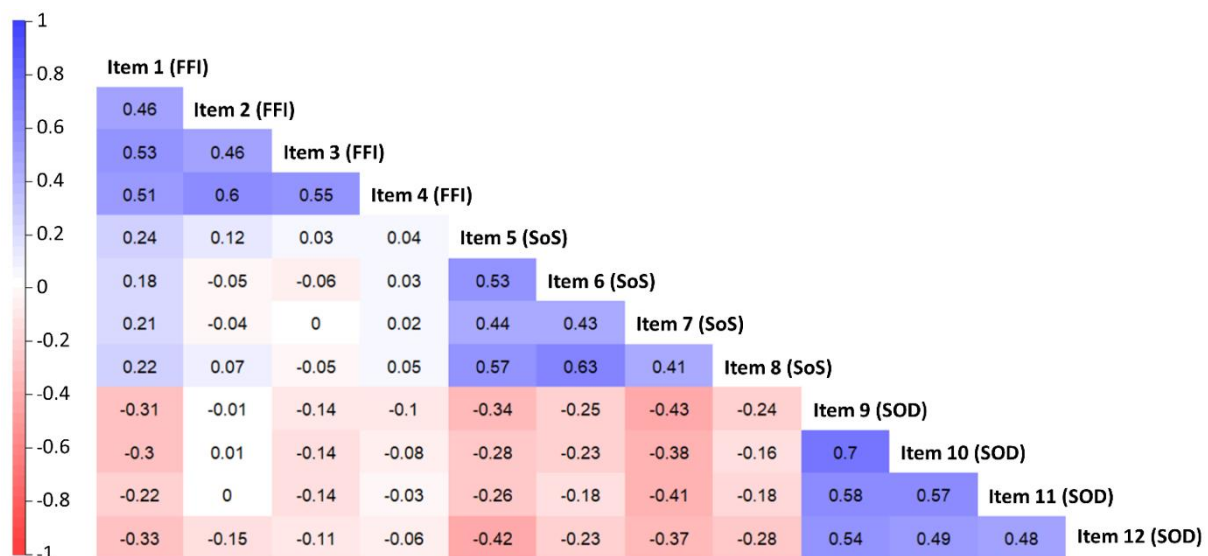 1
0.8
0.6
0.4
0.2
0
-0.2
-0.4
-0.6
-0.8
-1
Item 1 (FFI)
0.46 Item 2 (FFI)
0.53 0.46 Item 3 (FFI)
0.51 0.6 0.55 Item 4 (FFI)
0.24 0.12 0.03 0.04 Item 5 (SoS)
0.18 -0.05 -0.06 0.03 0.53 Item 6 (SoS)
0.21 -0.04 0 0.02 0.44 0.43 Item 7 (SoS)
0.22 0.07 -0.05 0.05 0.57 0.63 0.41 Item 8 (SoS)
-0.31 -0.01 -0.14 -0.1 -0.34 -0.25 -0.43 -0.24 Item 9 (SOD)
-0.3 0.01 -0.14 -0.08 -0.28 -0.23 -0.38 -0.16 0.7 Item 10 (SOD)
-0.22 0 -0.14 -0.03 -0.26 -0.18 -0.41 -0.18 0.58 0.57 Item 11 (SOD)
-0.33 -0.15 -0.11 -0.06 -0.42 -0.23 -0.37 -0.28 0.54 0.49 0.48 Item 12 (SOD)